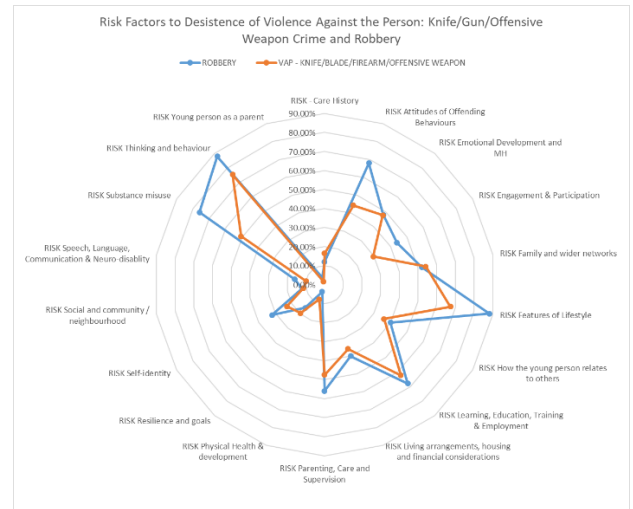 Risk Factors to Desistence of Violence Against the Person: Knife/Gun/Offensive
Weapon Crime and Robbery
ROBBERY
VAP - KNIFE/BLADE/FIREARM/OFFENSIVE WEAPON
RISK - Care History
RISK Attitudes of Offending
Behaviours
RISK Emotional Development and
MH
RISK Engagement & Participation
RISK Family and wider networks
RISK Features of Lifestyle
RISK How the young person relates
to others
RISK Learning, Education, Training
& Employment
RISK Living arrangements, housing
and financial considerations
RISK Parenting, Care and
Supervision
RISK Physical Health &
development
RISK Resilience and goals
RISK Self-identity
RISK Social and community /
neighbourhood
RISK Speech, Language,
Communication & Neuro-disablity
RISK Substance misuse
RISK Thinking and behaviour
RISK Young person as a parent
90.00%
80.00%
70.00%
60.00%
50.00%
40.00%
30.00%
20.00%
10.00%
0.00%